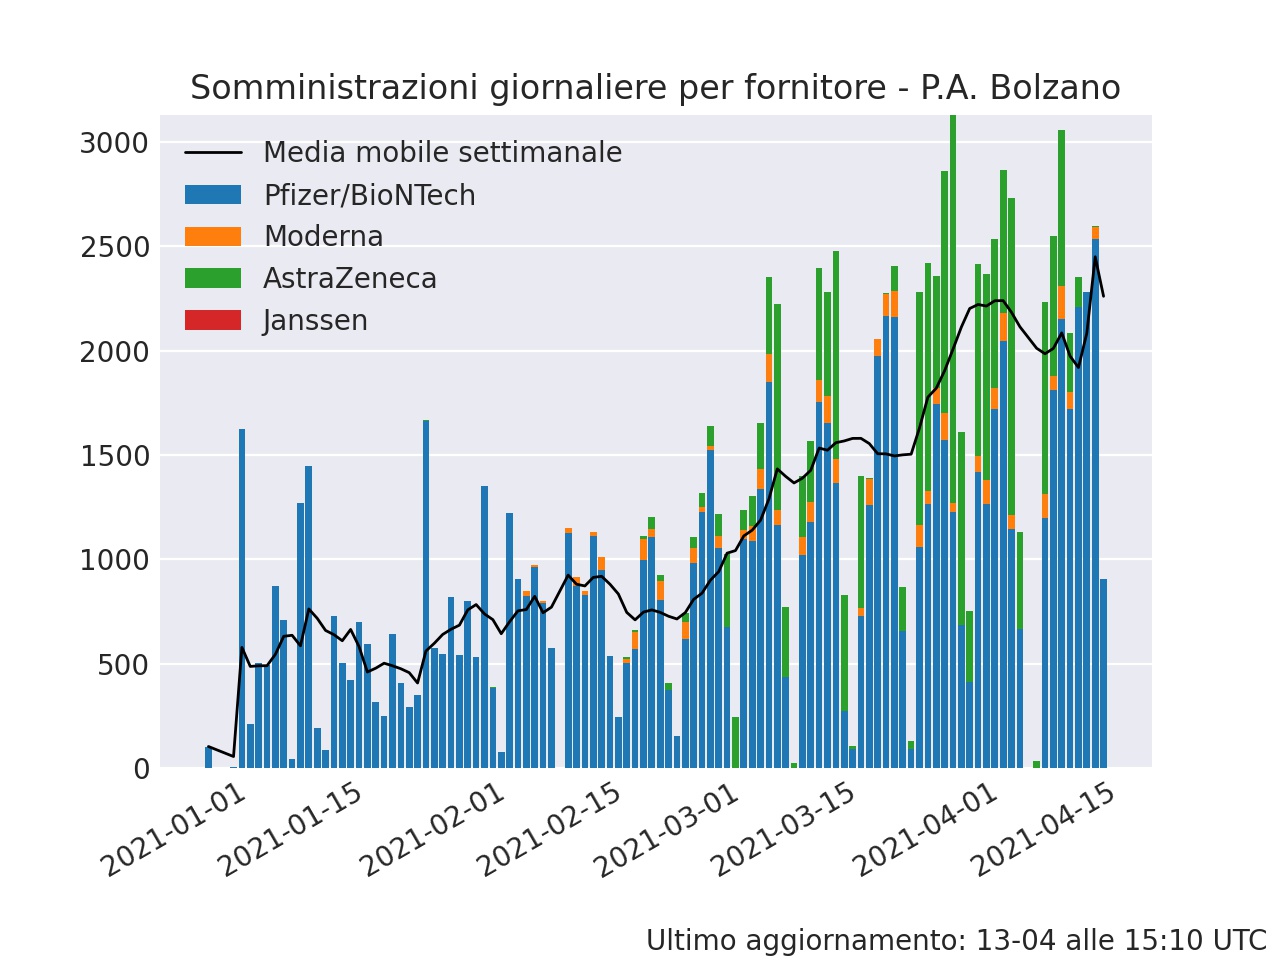 Somministrazioni giornaliere per fornitore - P.A. Bolzano
Media mobile settimanale
Pfizer/BioNTech
Moderna
AstraZeneca
Janssen
3000
2500
2000
1500
1000
500
0
2021-01-01
2021-01-15
2021-02-01
2021-02-15
2021-03-01
2021-03-15
2021-04-01
2021-04-15
Ultimo aggiornamento: 13-04 alle 15:10 UTC